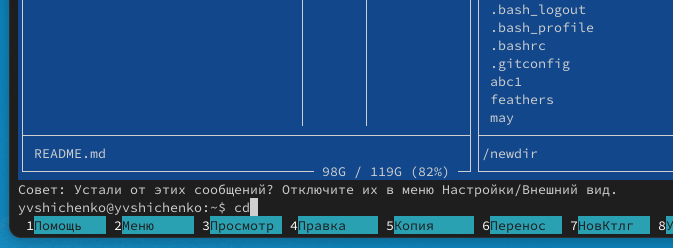 .bash_logout
.bash_profile
.bashrc
.gitconfig
abc1
feathers
may
README.md
/newdir
98G / 119G (82%)
Совет: Устали от этих сообщений? Отключите их в меню Настройки/Внешний вид.
yvshichenko@yvshichenko:~$ cd
1Помощь 2Меню 3Просмотр 4Правка 5Копия 6Перенос 7НовКтлг 8У